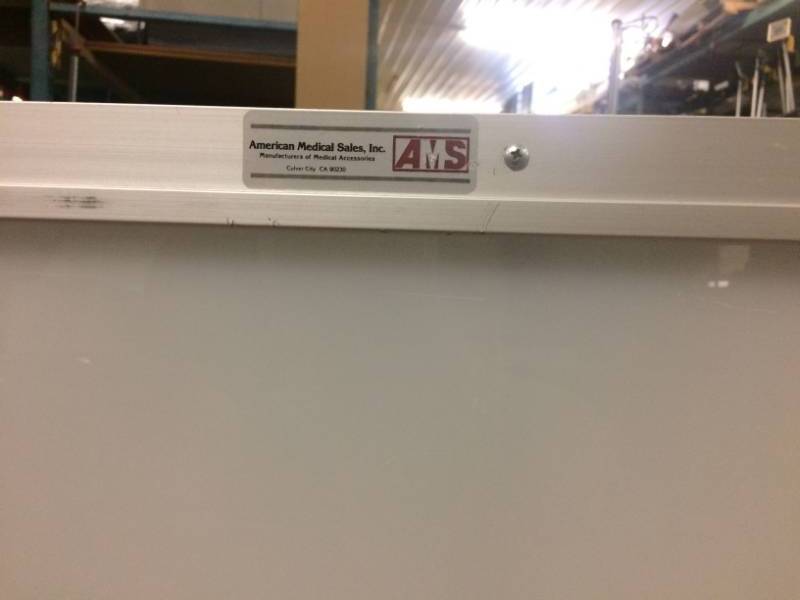 American Medical Sales, Inc.
Manufacturers of Medical Accessories
Culver City CA 90230
AMS